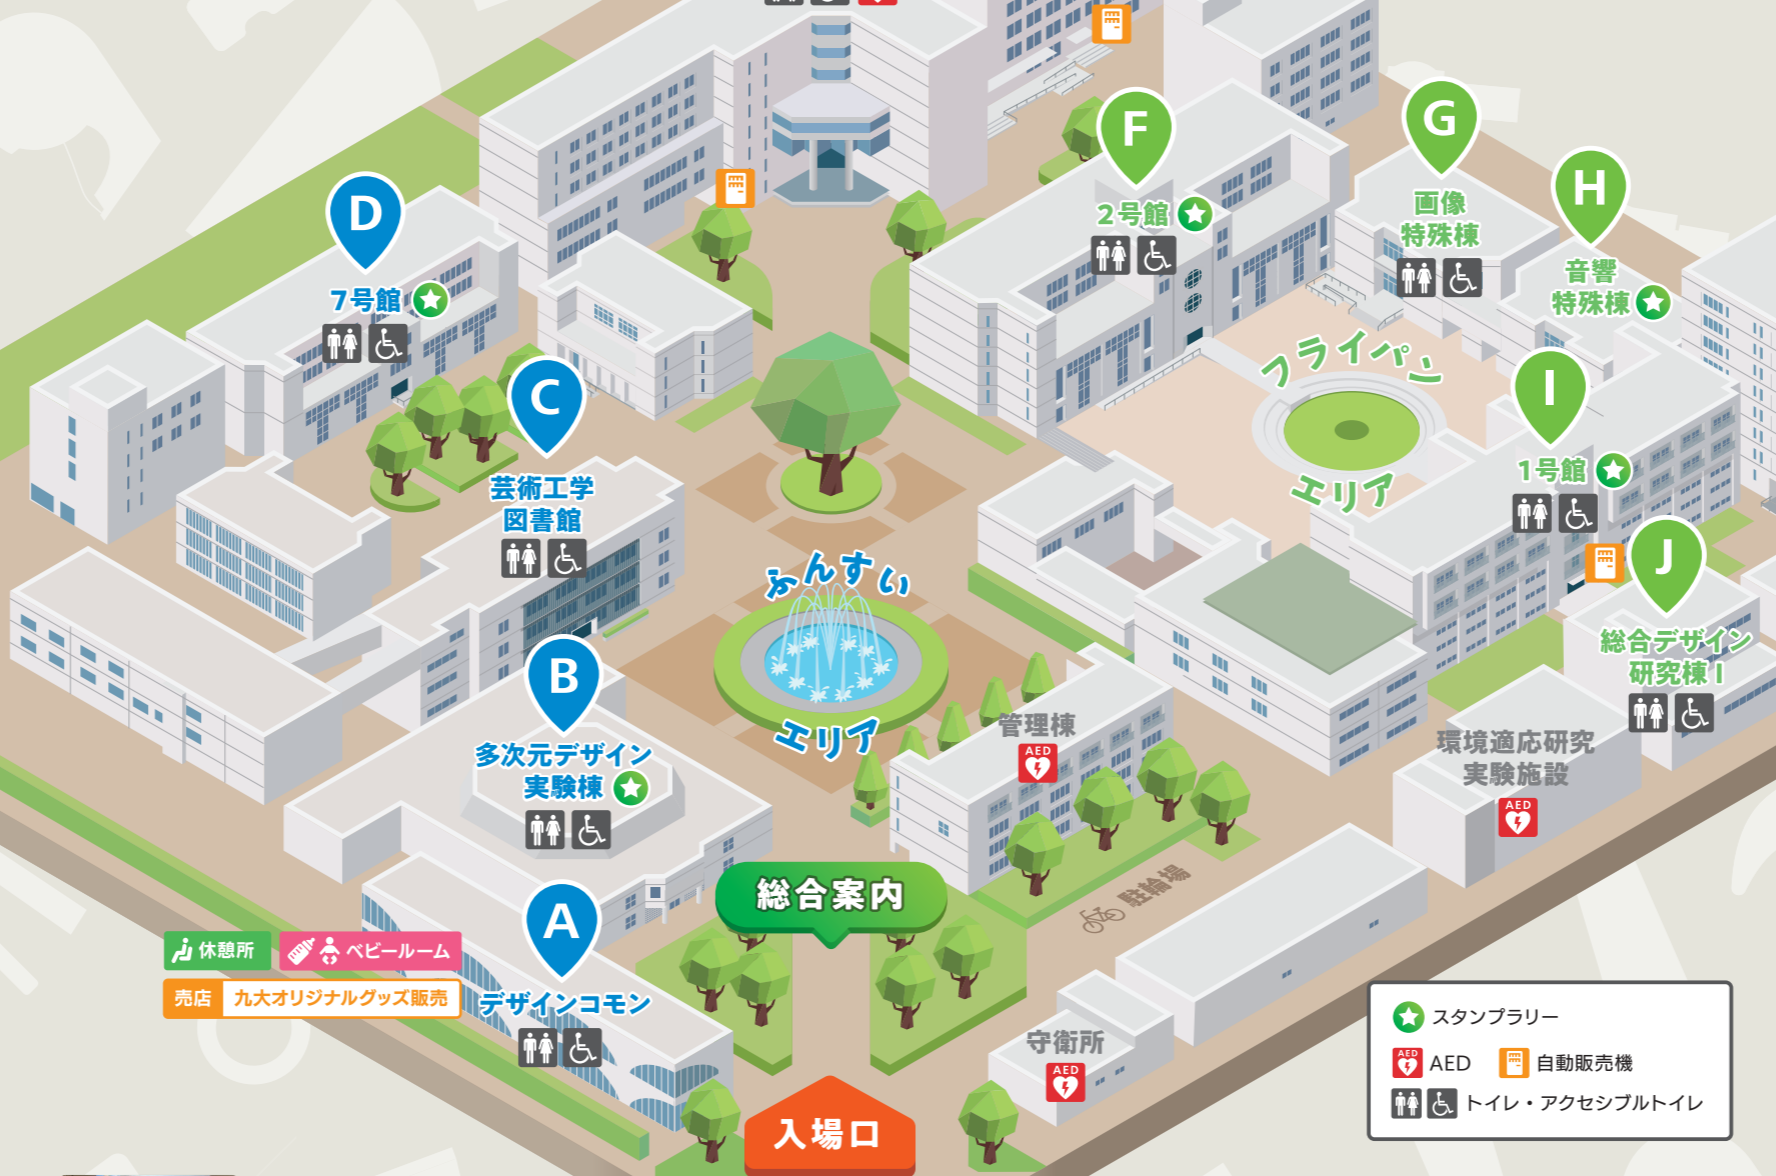 F
2号館
G
画像
特殊棟
H
音響
特殊棟
D
7号館
フライパン
エリア
C
芸術工学
図書館
I
1号館
ふんすい
エリア
J
総合デザイン
研究棟 I
B
多次元デザイン
実験棟
管理棟
AED
環境適応研究
実験施設
AED
総合案内
駐輪場
A
デザインコモン
休憩所
ベビールーム
売店 九大オリジナルグッズ販売
守衛所
AED
入場口
スタンプラリー
AED AED 自動販売機
トイレ・アクセシブルトイレ